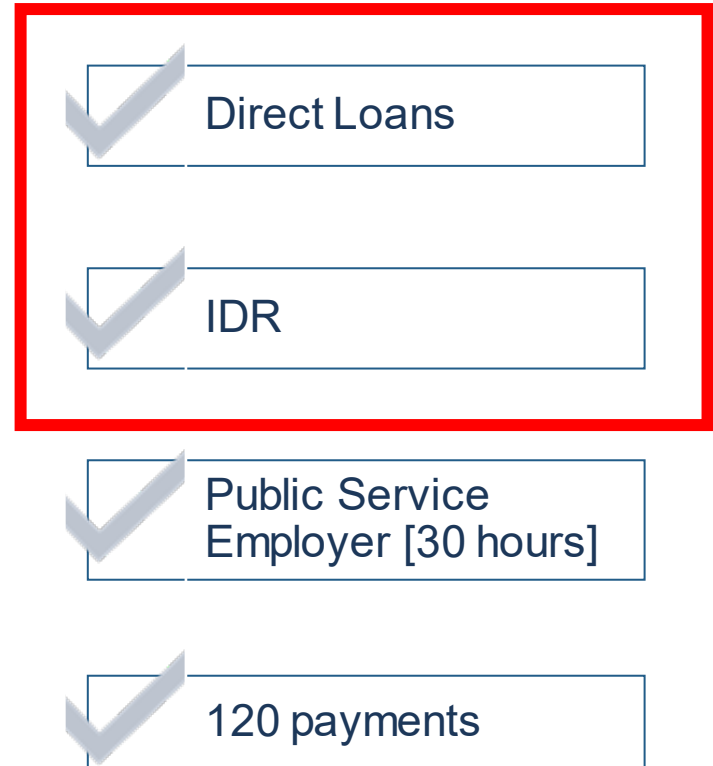 Direct Loans
IDR
Public Service
Employer [30 hours]
120 payments